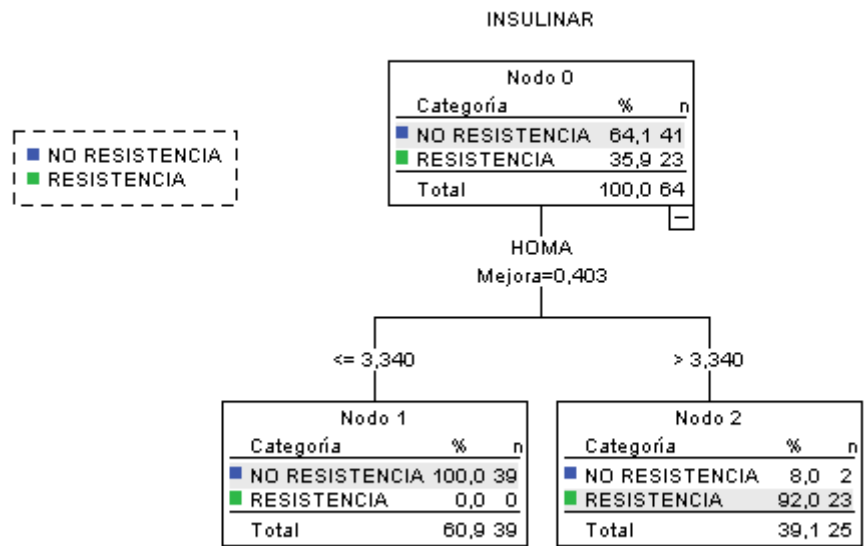 INSULINAR
NO RESISTENCIA
RESISTENCIA
Nodo 0
Categoría % n
NO RESISTENCIA 64,1 41
RESISTENCIA 35,9 23
Total 100,0 64
HOMA
Mejora=0,403
<= 3,340
> 3,340
Nodo 1
Categoría % n
NO RESISTENCIA 100,0 39
RESISTENCIA 0,0 0
Total 60,9 39
Nodo 2
Categoría % n
NO RESISTENCIA 8,0 2
RESISTENCIA 92,0 23
Total 39,1 25